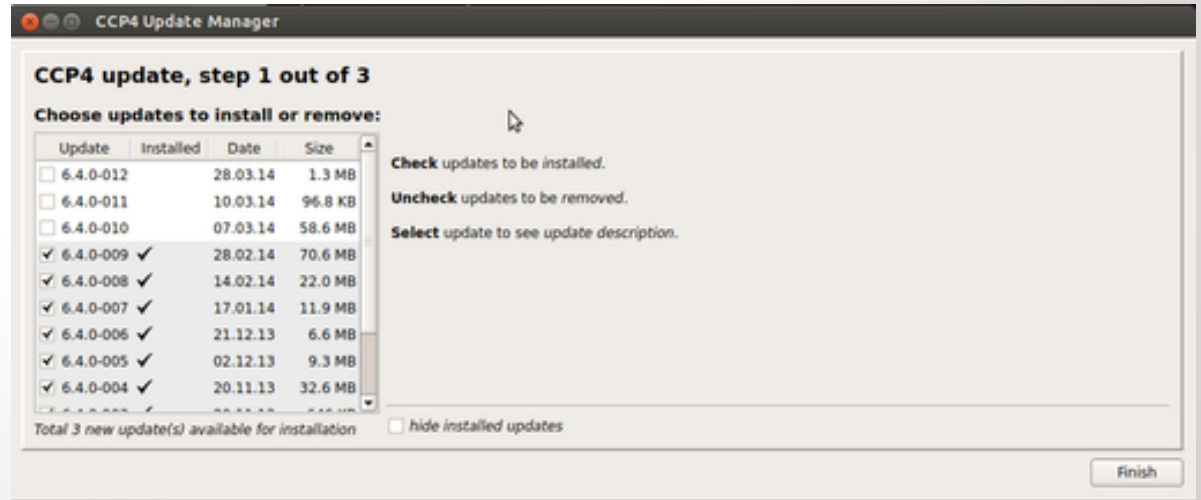 CCP4 Update Manager
CCP4 update, step 1 out of 3
Choose updates to install or remove:
Update Installed Date Size
6.4.0-012 28.03.14 1.3 MB
6.4.0-011 10.03.14 96.8 KB
6.4.0-010 07.03.14 58.6 MB
6.4.0-009 ✓ 28.02.14 70.6 MB
6.4.0-008 ✓ 14.02.14 22.0 MB
6.4.0-007 ✓ 17.01.14 11.9 MB
6.4.0-006 ✓ 21.12.13 6.6 MB
6.4.0-005 ✓ 02.12.13 9.3 MB
6.4.0-004 ✓ 20.11.13 32.6 MB
Total 3 new update(s) available for installation
Check updates to be installed.
Uncheck updates to be removed.
Select update to see update description.
hide installed updates
Finish